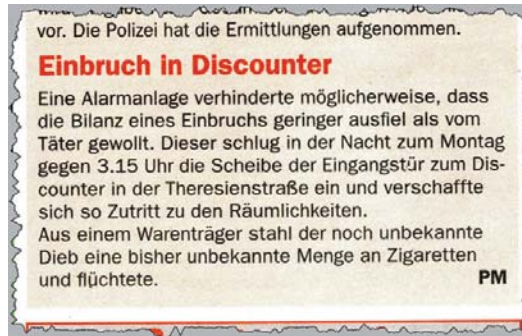 vor. Die Polizei hat die Ermittlungen aufgenommen.
Einbruch in Discounter
Eine Alarmanlage verhinderte möglicherweise, dass
die Bilanz eines Einbruchs geringer ausfiel als vom
Täter gewollt. Dieser schlug in der Nacht zum Montag
gegen 3.15 Uhr die Scheibe der Eingangstür zum Dis-
counter in der Theresienstraße ein und verschaffte
sich so Zutritt zu den Räumlichkeiten.
Aus einem Warenträger stahl der noch unbekannte
Dieb eine bisher unbekannte Menge an Zigaretten
und flüchtete. PM